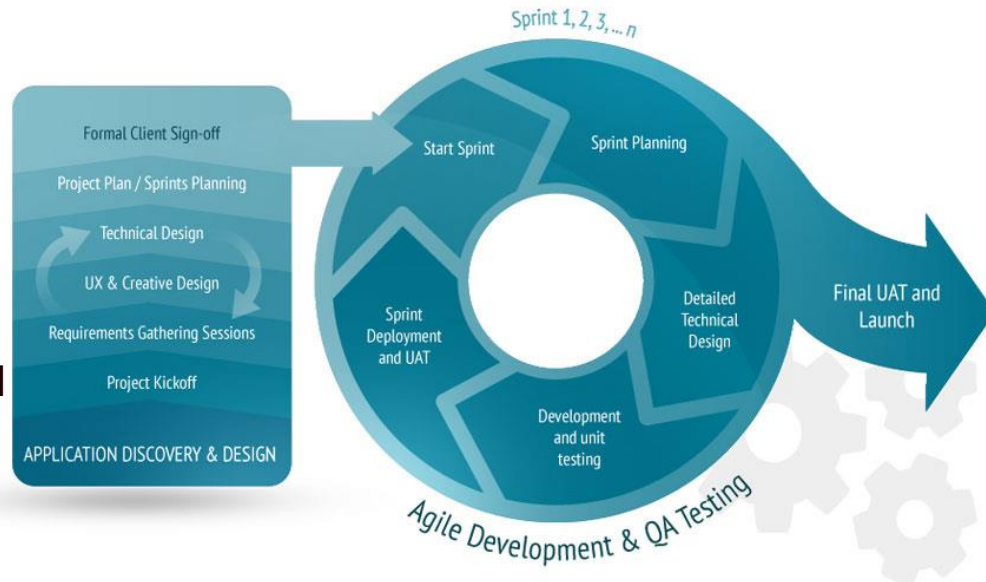 Sprint 1, 2, 3, ... n
Formal Client Sign-off
Project Plan / Sprints Planning
Technical Design
UX & Creative Design
Requirements Gathering Sessions
Project Kickoff
APPLICATION DISCOVERY & DESIGN
Start Sprint
Sprint Planning
Detailed
Technical
Design
Development
and unit
testing
Sprint
Deployment
and UAT
Agile Development & QA Testing
Final UAT and
Launch